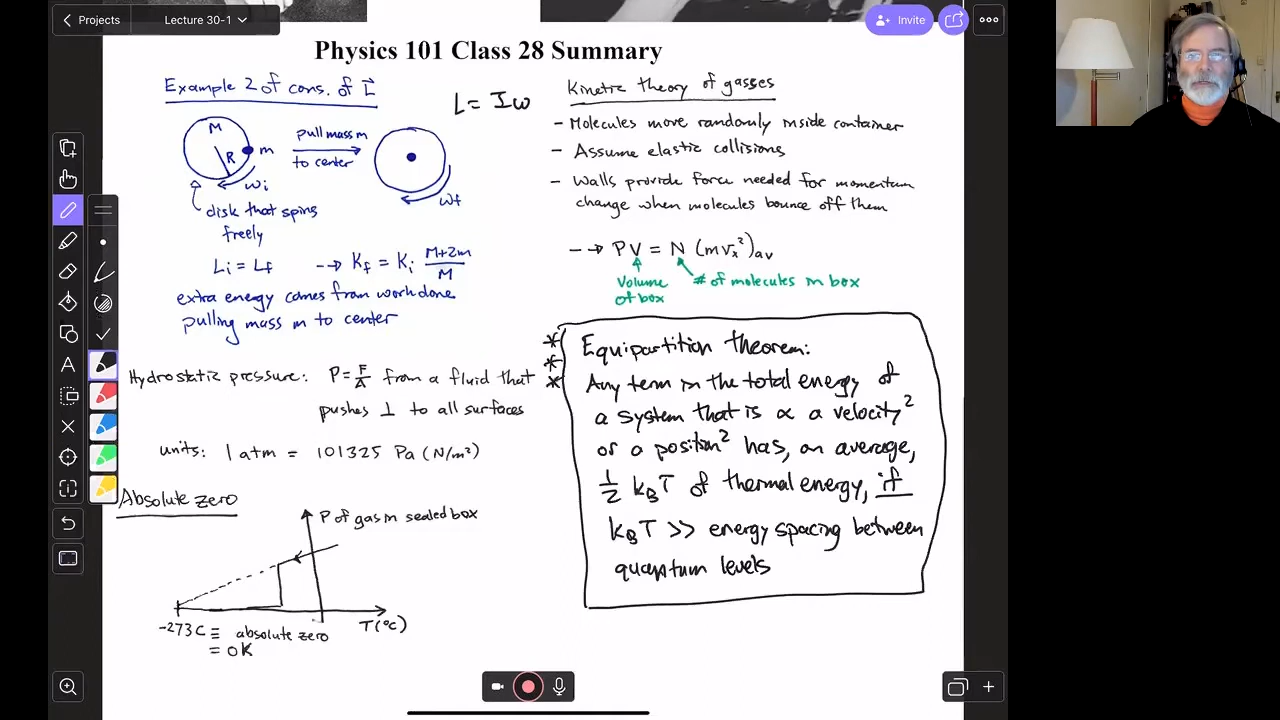 Projects
Lecture 30-1
Invite
Physics 101 Class 28 Summary
Example 2 of cons. of L⃗
L = Iω
M
R
m
ωi
pull mass m
to center
ωf
disk that spins
freely
Li = Lf --→ Kf = Ki (M+2m)/M
extra energy comes from work done
pulling mass m to center
Hydrostatic pressure: P = F/A from a fluid that
pushes ⊥ to all surfaces
units: 1 atm = 101325 Pa (N/m²)
Absolute zero
P of gas in sealed box
T(°C)
-273C ≡ absolute zero
= 0K
Kinetic theory of gasses
- Molecules move randomly inside container
- Assume elastic collisions
- Walls provide force needed for momentum
change when molecules bounce off them
--→ PV = N (mvx²)av
Volume
of box
# of molecules in box
* * *
Equipartition theorem:
Any term in the total energy of
a system that is ∝ a velocity²
or a position² has, on average,
1/2 kBT of thermal energy, if
kBT >> energy spacing between
quantum levels